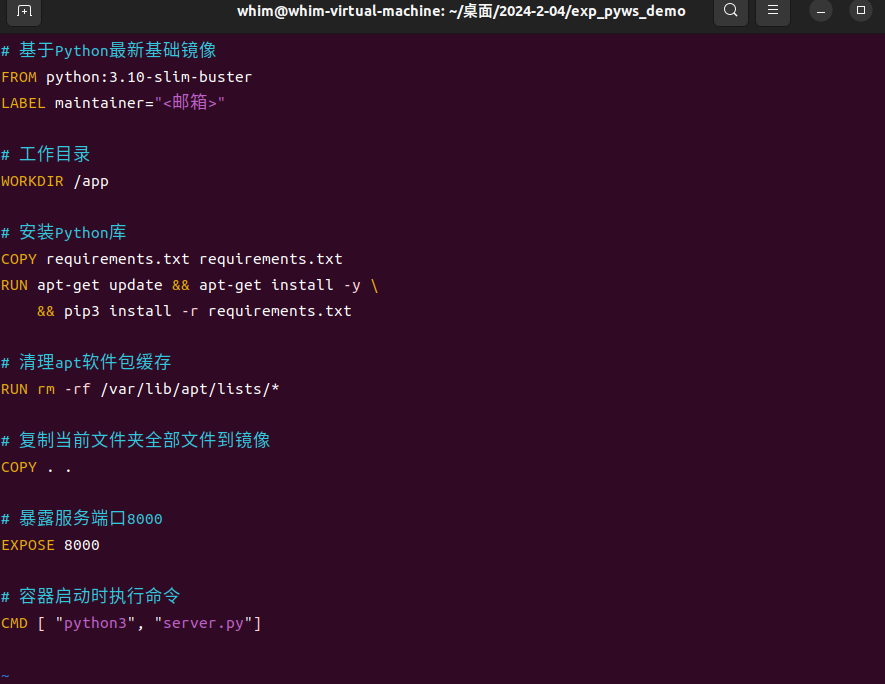 whim@whim-virtual-machine: ~/桌面/2024-2-04/exp_pyws_demo
# 基于Python最新基础镜像
FROM python:3.10-slim-buster
LABEL maintainer="<邮箱>"
# 工作目录
WORKDIR /app
# 安装Python库
COPY requirements.txt requirements.txt
RUN apt-get update && apt-get install -y \
    && pip3 install -r requirements.txt
# 清理apt软件包缓存
RUN rm -rf /var/lib/apt/lists/*
# 复制当前文件夹全部文件到镜像
COPY . .
# 暴露服务端口8000
EXPOSE 8000
# 容器启动时执行命令
CMD [ "python3", "server.py"]
~